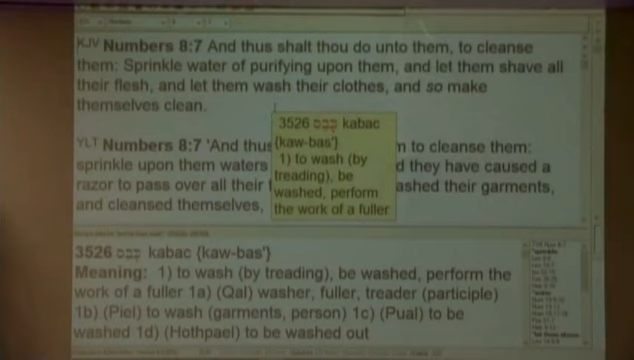 KJV Numbers 8:7 And thus shalt thou do unto them, to cleanse
them: Sprinkle water of purifying upon them, and let them shave all
their flesh, and let them wash their clothes, and so make
themselves clean.
YLT Numbers 8:7 'And thus
n to cleanse them:
sprinkle upon them waters
d they have caused a
razor to pass over all their
ashed their garments,
and cleansed themselves,
3526 כבס kabac
{kaw-bas'}
1) to wash (by
treading), be
washed, perform
the work of a fuller
3526 כבס kabac {kaw-bas'}
Meaning: 1) to wash (by treading), be washed, perform the
work of a fuller 1a) (Qal) washer, fuller, treader (participle)
1b) (Piel) to wash (garments, person) 1c) (Pual) to be
washed 1d) (Hothpael) to be washed out